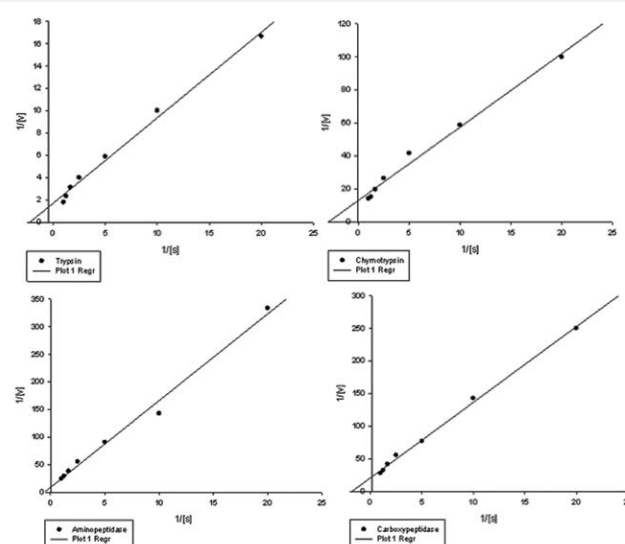 18
16
14
12
10
8
6
4
2
0
1/[v]
0 5 10 15 20 25
1/[s]
Trypsin
Plot 1 Regr
120
100
80
60
40
20
0
1/[v]
0 5 10 15 20 25
1/[s]
Chymotrypsin
Plot 1 Regr
350
300
250
200
150
100
50
0
1/[v]
0 5 10 15 20 25
1/[s]
Aminopeptidase
Plot 1 Regr
300
250
200
150
100
50
0
1/[v]
0 5 10 15 20
1/[s]
Carboxypeptidase
Plot 1 Regr